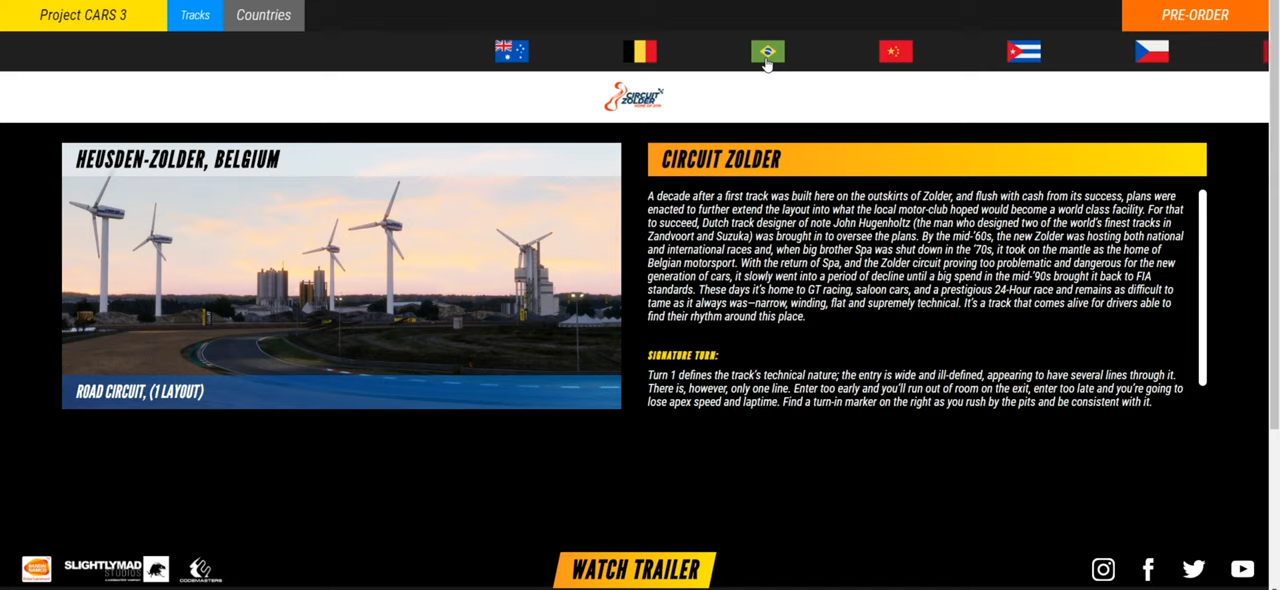 Project CARS 3
Tracks
Countries
PRE-ORDER
CIRCUIT
ZOLDER
HEUSDEN-ZOLDER, BELGIUM
ROAD CIRCUIT, (1 LAYOUT)
CIRCUIT ZOLDER
A decade after a first track was built here on the outskirts of Zolder, and flush with cash from its success, plans were
enacted to further extend the layout into what the local motor-club hoped would become a world class facility. For that
to succeed, Dutch track designer of note John Hugenholtz (the man who designed two of the world's finest tracks in
Zandvoort and Suzuka) was brought in to oversee the plans. By the mid-'60s, the new Zolder was hosting both national
and international races and, when big brother Spa was shut down in the '70s, it took on the mantle as the home of
Belgian motorsport. With the return of Spa, and the Zolder circuit proving too problematic and dangerous for the new
generation of cars, it slowly went into a period of decline until a big spend in the mid-'90s brought it back to FIA
standards. These days it's home to GT racing, saloon cars, and a prestigious 24-Hour race and remains as difficult to
tame as it always was—narrow, winding, flat and supremely technical. It's a track that comes alive for drivers able to
find their rhythm around this place.
SIGNATURE TURN:
Turn 1 defines the track's technical nature; the entry is wide and ill-defined, appearing to have several lines through it.
There is, however, only one line. Enter too early and you'll run out of room on the exit, enter too late and you're going to
lose apex speed and laptime. Find a turn-in marker on the right as you rush by the pits and be consistent with it.
SLIGHTLYMAD
STUDIOS
CODEMASTERS
WATCH TRAILER